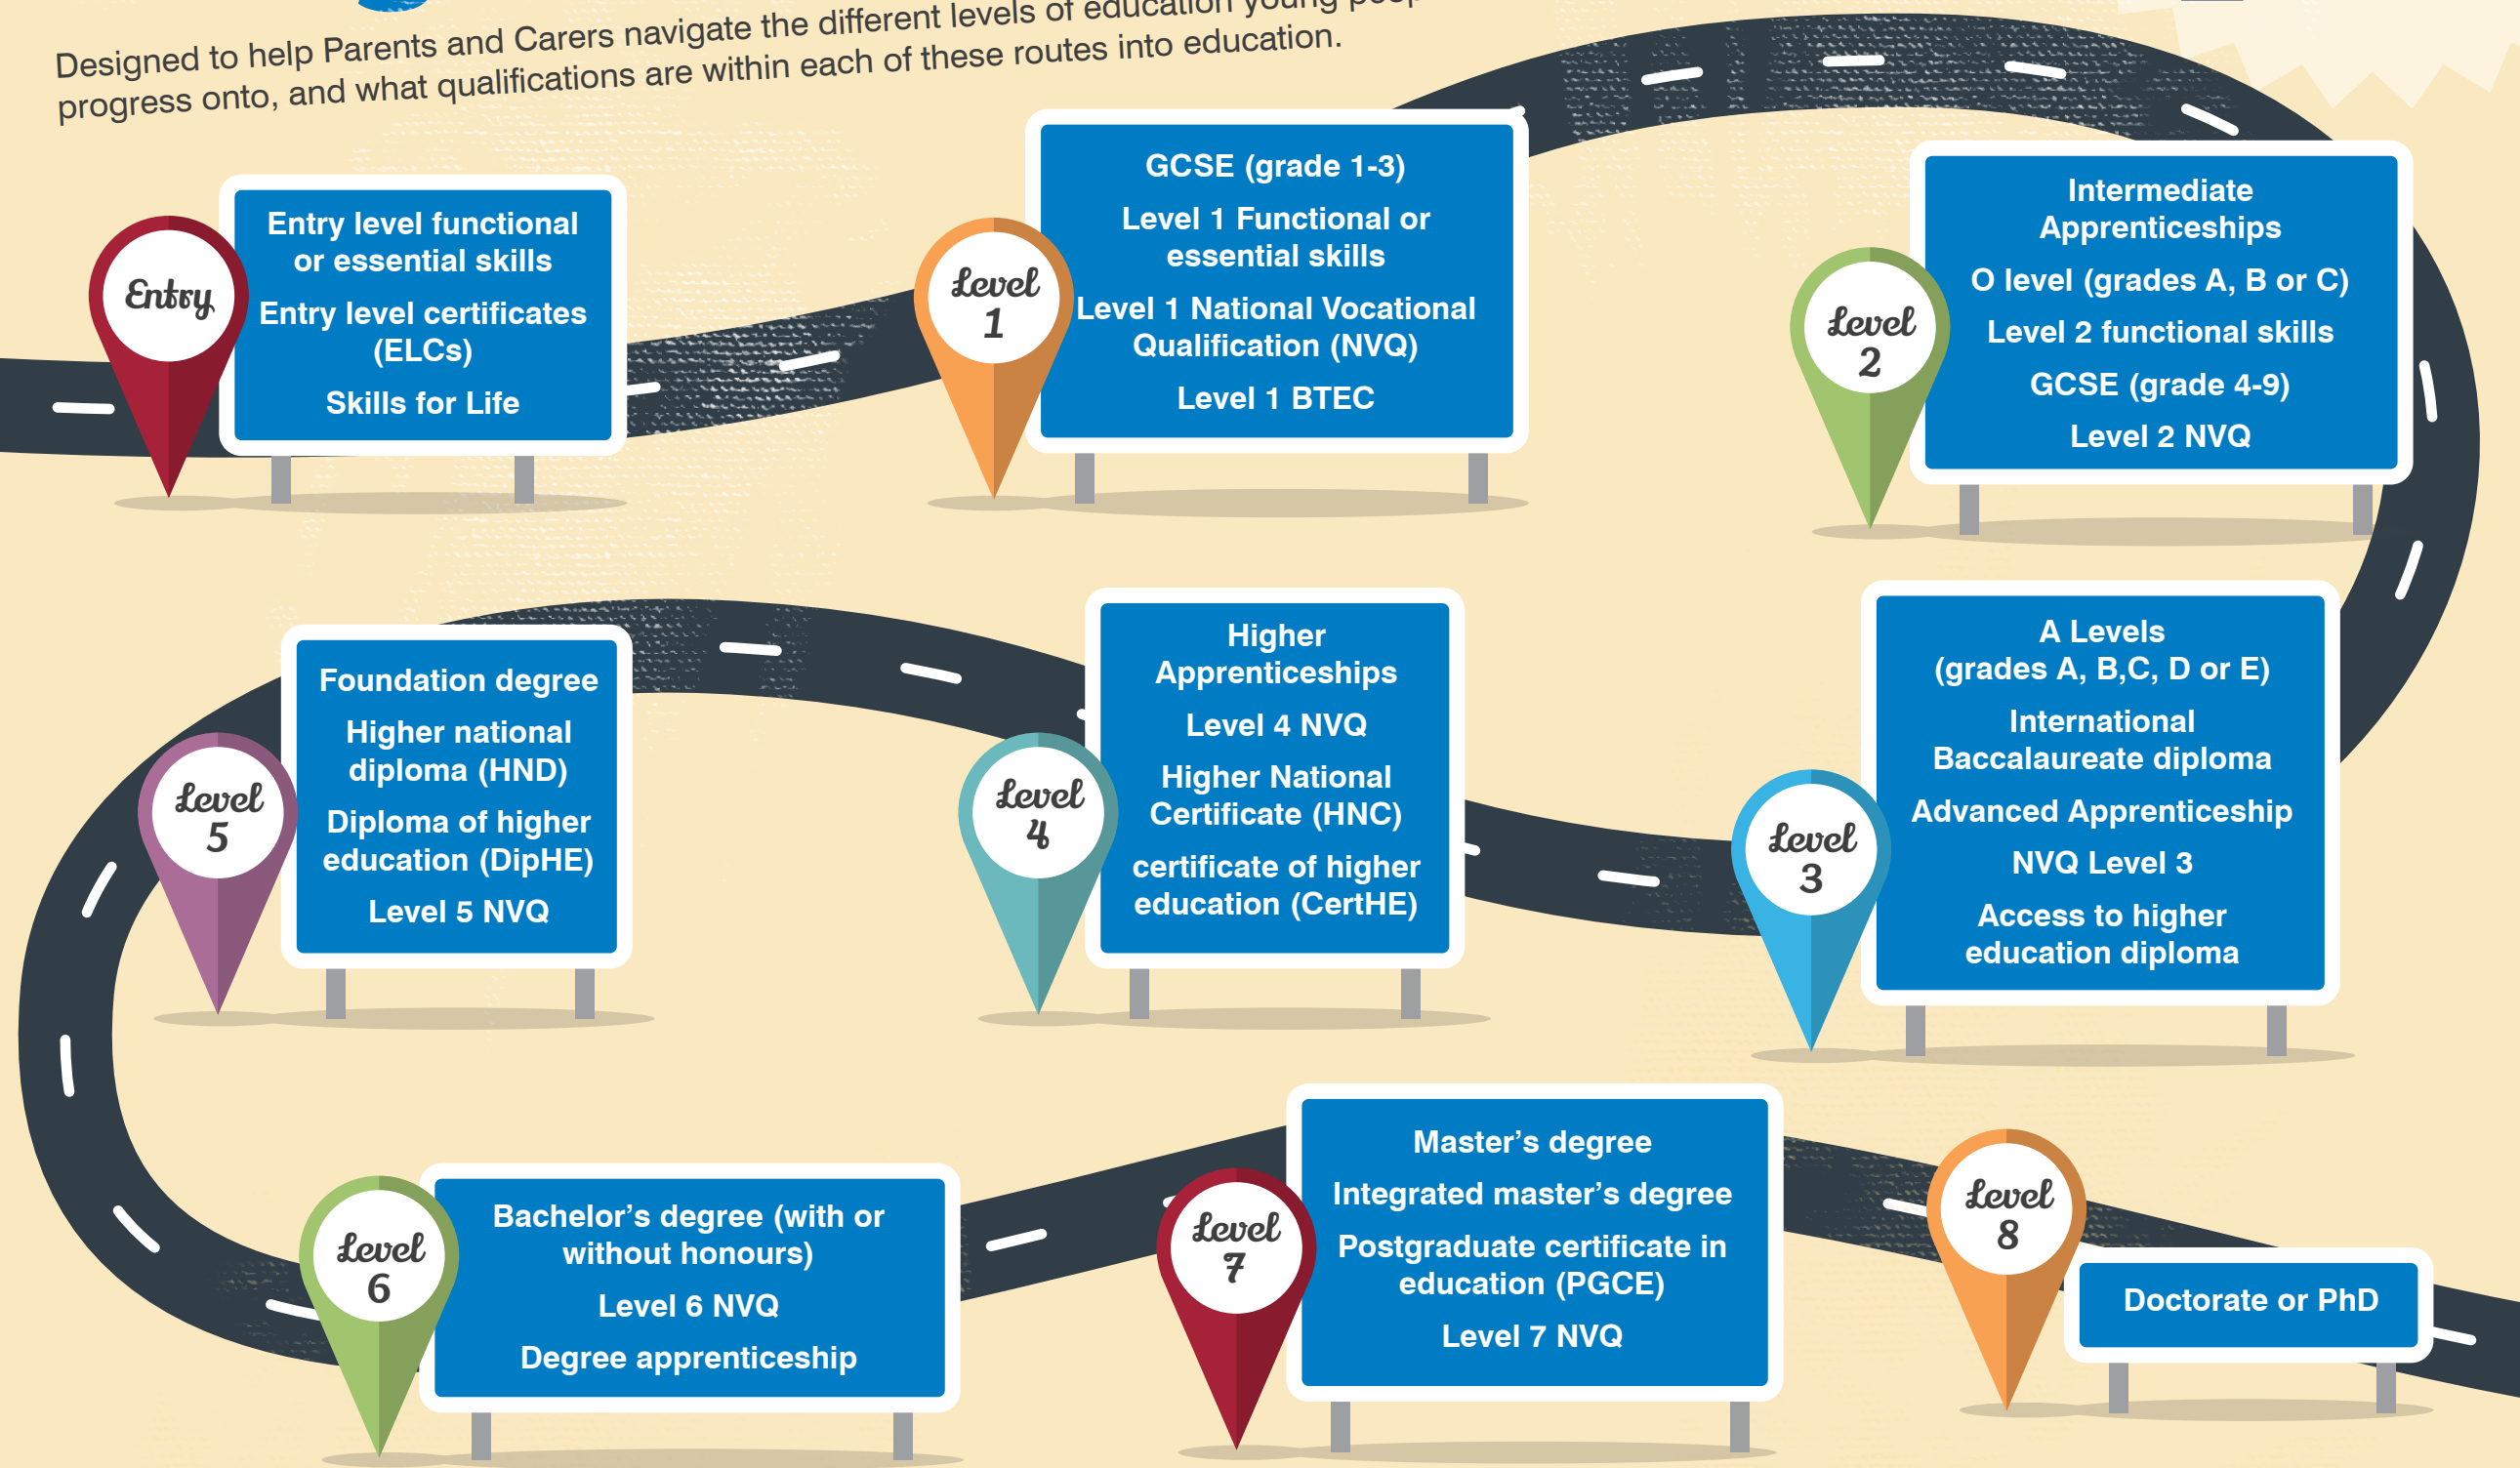 Designed to help Parents and Carers navigate the different levels of education young
progress onto, and what qualifications are within each of these routes into education.
Entry
Entry level functional
or essential skills
Entry level certificates
(ELCs)
Skills for Life
Level
1
GCSE (grade 1-3)
Level 1 Functional or
essential skills
Level 1 National Vocational
Qualification (NVQ)
Level 1 BTEC
Level
2
Intermediate
Apprenticeships
O level (grades A, B or C)
Level 2 functional skills
GCSE (grade 4-9)
Level 2 NVQ
Level
3
A Levels
(grades A, B,C, D or E)
International
Baccalaureate diploma
Advanced Apprenticeship
NVQ Level 3
Access to higher
education diploma
Level
4
Higher
Apprenticeships
Level 4 NVQ
Higher National
Certificate (HNC)
certificate of higher
education (CertHE)
Level
5
Foundation degree
Higher national
diploma (HND)
Diploma of higher
education (DipHE)
Level 5 NVQ
Level
6
Bachelor’s degree (with or
without honours)
Level 6 NVQ
Degree apprenticeship
Level
7
Master’s degree
Integrated master’s degree
Postgraduate certificate in
education (PGCE)
Level 7 NVQ
Level
8
Doctorate or PhD